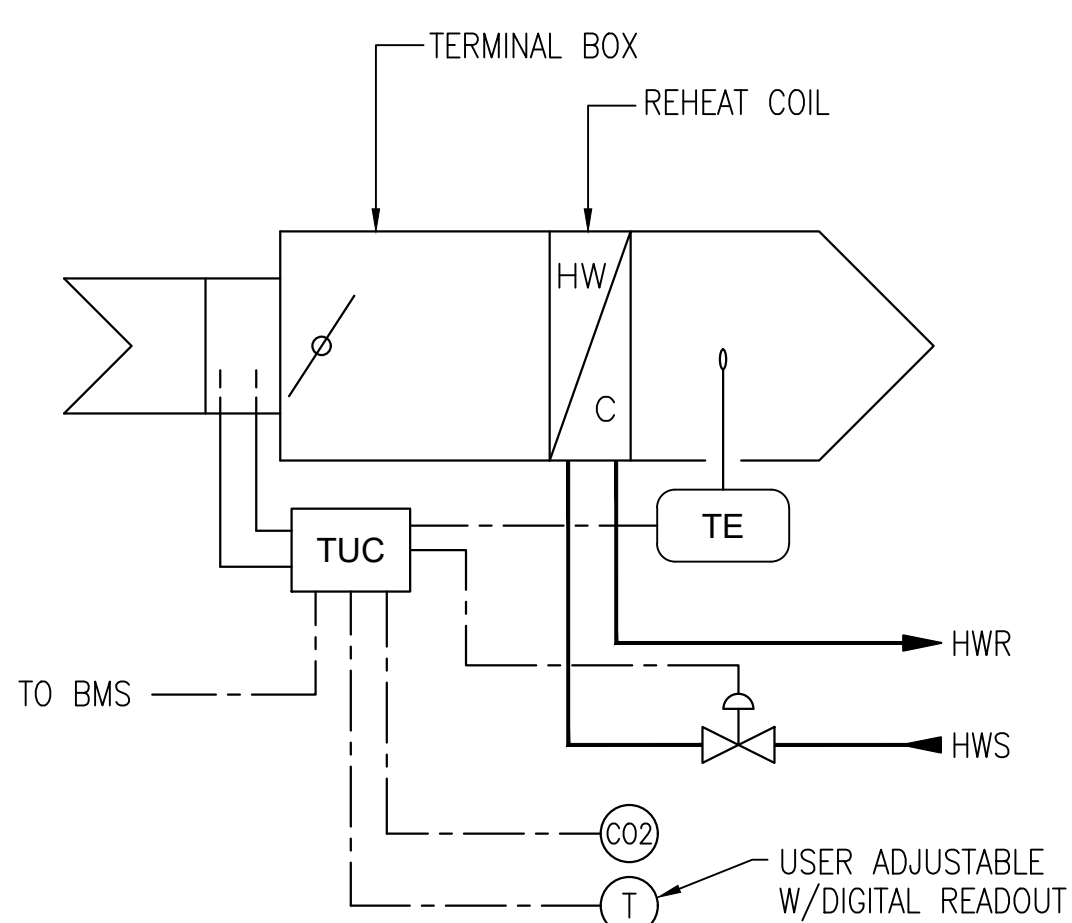 TERMINAL BOX
REHEAT COIL
HW
C
TUC
TE
HWR
TO BMS
HWS
CO2
USER ADJUSTABLE
W/DIGITAL READOUT
T